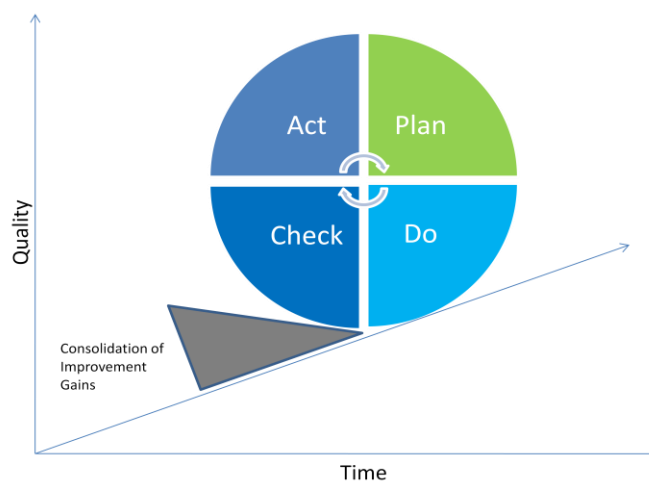 Act
Plan
Check
Do
Quality
Consolidation of
Improvement
Gains
Time